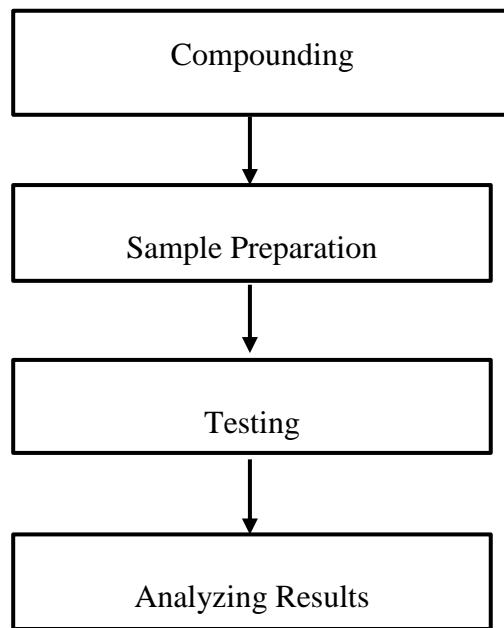 Compounding
Sample Preparation
Testing
Analyzing Results